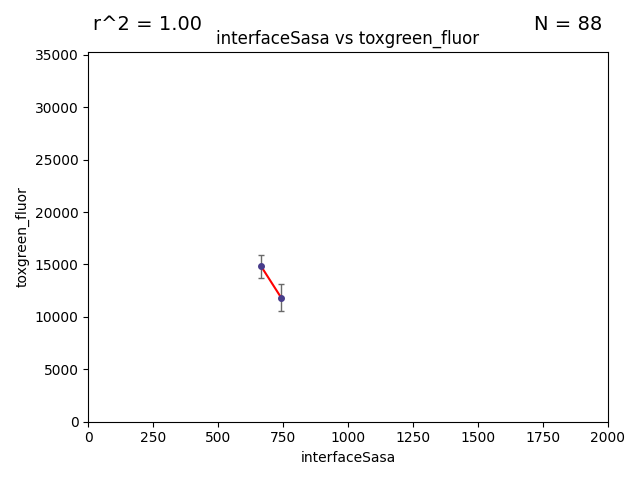 r^2 = 1.00
N = 88
interfaceSasa vs toxgreen_fluor
35000
30000
25000
20000
15000
10000
5000
0
toxgreen_fluor
0 250 500 750 1000 1250 1500 1750 2000
interfaceSasa